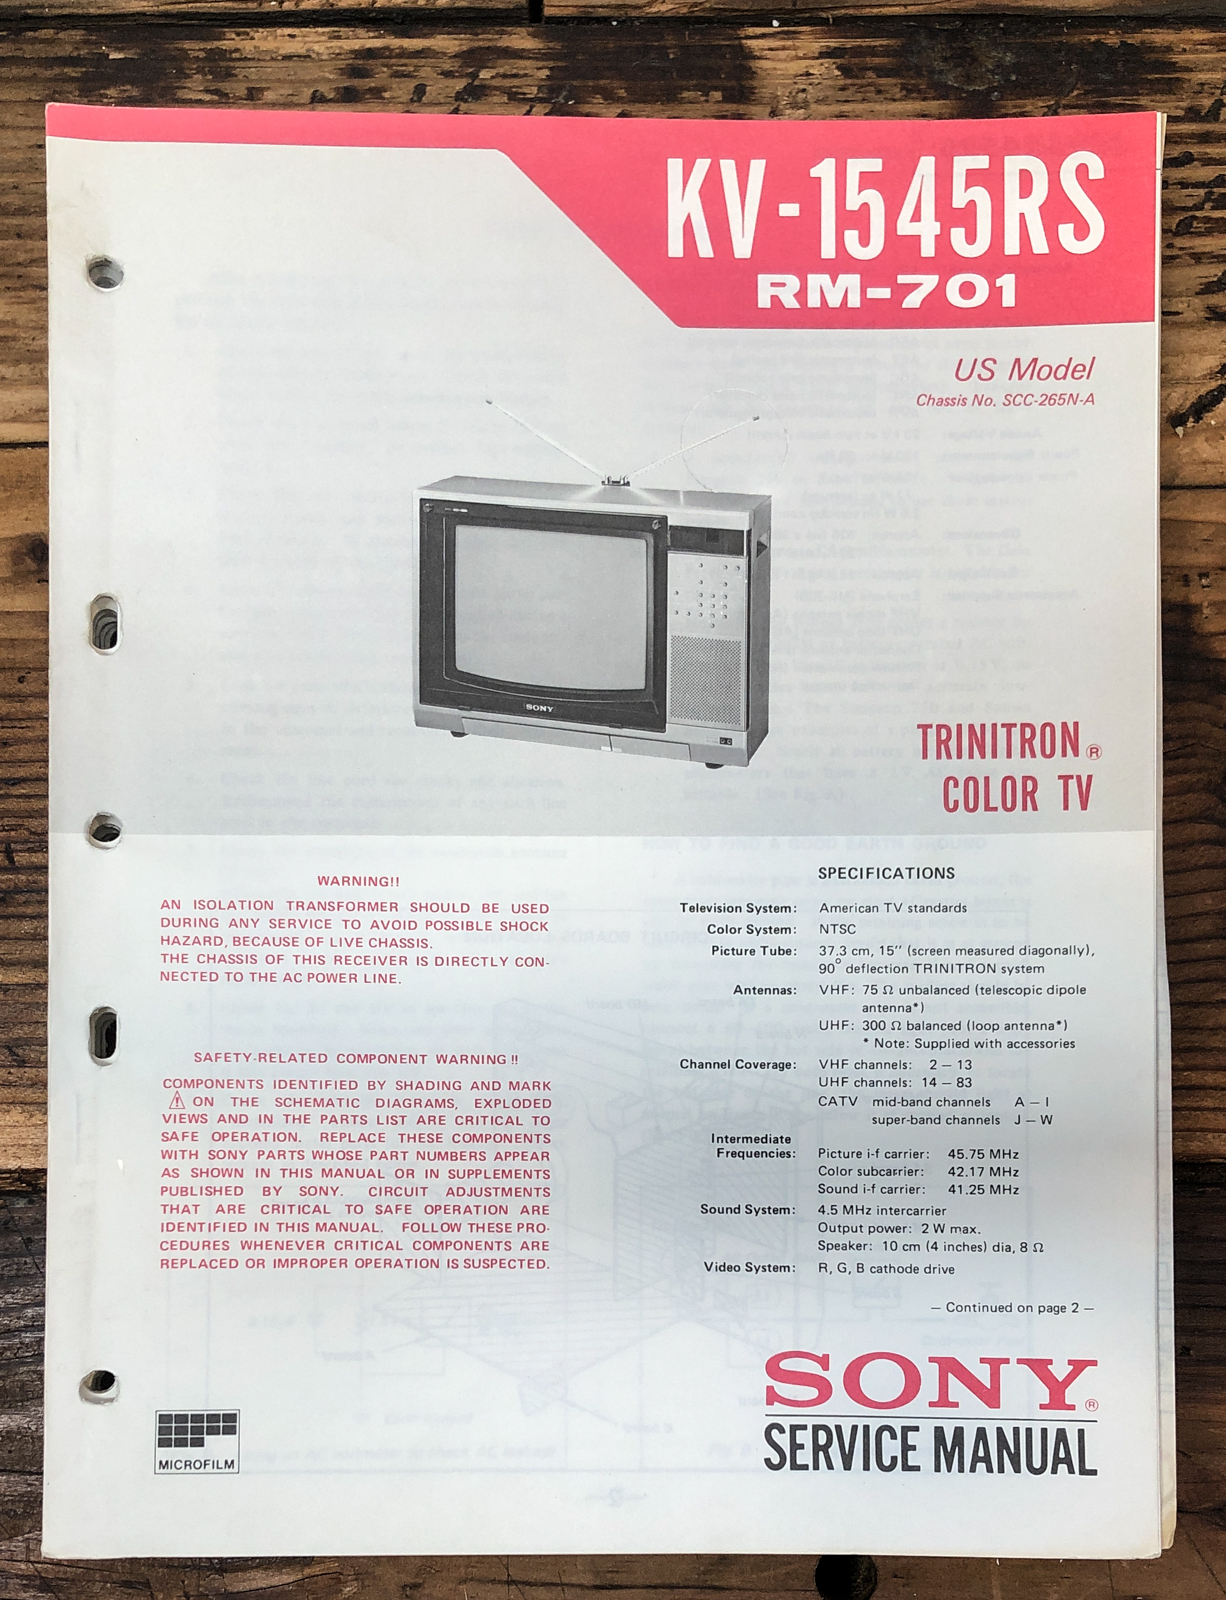 KV-1545RS
RM-701
US Model
Chassis No. SCC-265N-A
SONY
TRINITRON®
COLOR TV
WARNING!!
AN ISOLATION TRANSFORMER SHOULD BE USED
DURING ANY SERVICE TO AVOID POSSIBLE SHOCK
HAZARD, BECAUSE OF LIVE CHASSIS.
THE CHASSIS OF THIS RECEIVER IS DIRECTLY CON-
NECTED TO THE AC POWER LINE.
SAFETY-RELATED COMPONENT WARNING!!
COMPONENTS IDENTIFIED BY SHADING AND MARK
⚠ ON THE SCHEMATIC DIAGRAMS, EXPLODED
VIEWS AND IN THE PARTS LIST ARE CRITICAL TO
SAFE OPERATION. REPLACE THESE COMPONENTS
WITH SONY PARTS WHOSE PART NUMBERS APPEAR
AS SHOWN IN THIS MANUAL OR IN SUPPLEMENTS
PUBLISHED BY SONY. CIRCUIT ADJUSTMENTS
THAT ARE CRITICAL TO SAFE OPERATION ARE
IDENTIFIED IN THIS MANUAL. FOLLOW THESE PRO-
CEDURES WHENEVER CRITICAL COMPONENTS ARE
REPLACED OR IMPROPER OPERATION IS SUSPECTED.
SPECIFICATIONS
Television System: American TV standards
Color System: NTSC
Picture Tube: 37.3 cm, 15" (screen measured diagonally),
90° deflection TRINITRON system
Antennas: VHF: 75 Ω unbalanced (telescopic dipole
antenna*)
UHF: 300 Ω balanced (loop antenna*)
* Note: Supplied with accessories
Channel Coverage: VHF channels: 2 – 13
UHF channels: 14 – 83
CATV mid-band channels A – I
super-band channels J – W
Intermediate
Frequencies: Picture i-f carrier: 45.75 MHz
Color subcarrier: 42.17 MHz
Sound i-f carrier: 41.25 MHz
Sound System: 4.5 MHz intercarrier
Output power: 2 W max.
Speaker: 10 cm (4 inches) dia, 8 Ω
Video System: R, G, B cathode drive
– Continued on page 2 –
SONY®
SERVICE MANUAL
MICROFILM